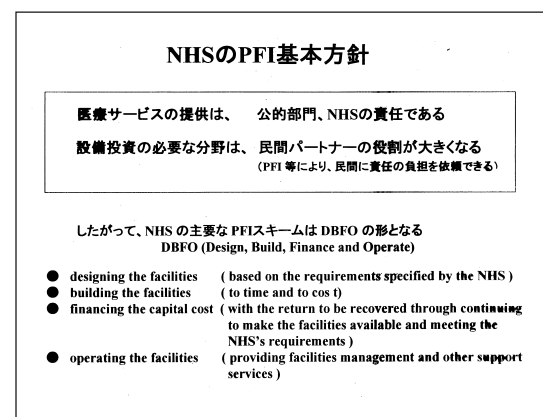 NHSのPFI基本方針
医療サービスの提供は、 公的部門、NHSの責任である
設備投資の必要な分野は、民間パートナーの役割が大きくなる
(PFI 等により、民間に責任の負担を依頼できる)
したがって、NHS の主要な PFIスキームは DBFO の形となる
DBFO (Design, Build, Finance and Operate)
● designing the facilities ( based on the requirements specified by the NHS )
● building the facilities ( to time and to cos t)
● financing the capital cost ( with the return to be recovered through continuing
to make the facilities available and meeting the
NHS's requirements )
● operating the facilities ( providing facilities management and other support
services )